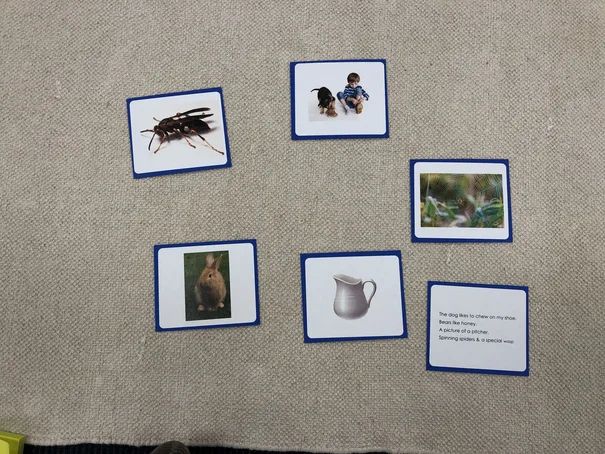 The dog likes to chew on my shoe.
Bears like honey.
A picture of a pitcher.
Spinning spiders & a special wasp